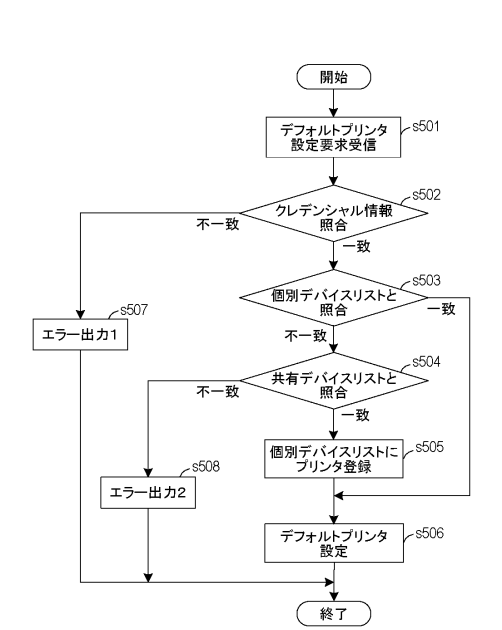 開始
デフォルトプリンタ
設定要求受信
s501
クレデンシャル情報
照合
s502
不一致
一致
個別デバイスリストと
照合
s503
一致
不一致
s507
エラー出力1
共有デバイスリストと
照合
s504
不一致
一致
個別デバイスリストに
プリンタ登録
s505
s508
エラー出力2
デフォルトプリンタ
設定
s506
終了